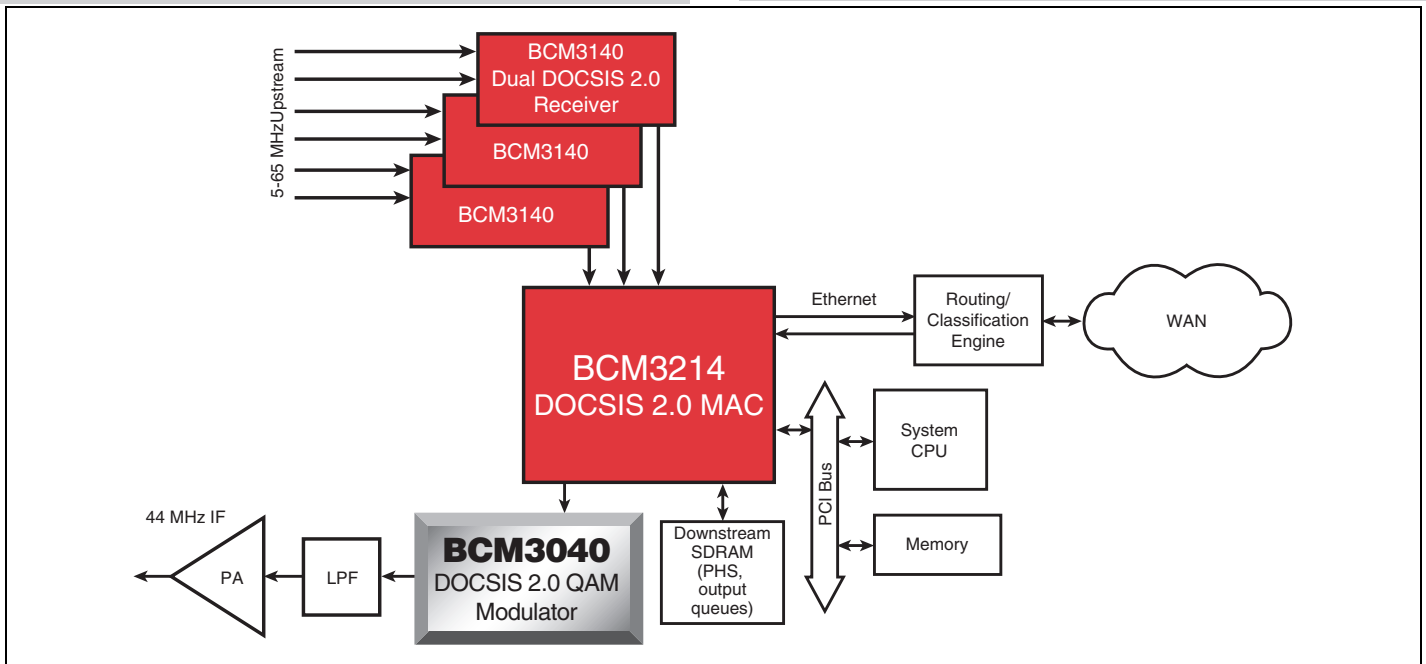 5-65 MHzUpstream
BCM3140
Dual DOCSIS 2.0
Receiver
BCM3140
BCM3140
BCM3214
DOCSIS 2.0 MAC
Ethernet
Routing/
Classification
Engine
WAN
PCI Bus
System
CPU
Memory
Downstream
SDRAM
(PHS,
output
queues)
BCM3040
DOCSIS 2.0 QAM
Modulator
LPF
PA
44 MHz IF